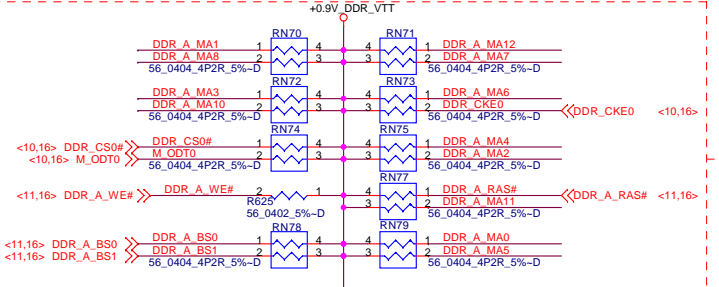 +0.9V_DDR_VTT
RN70 RN71
DDR_A_MA1 1 4 4 1 DDR_A_MA12
DDR_A_MA8 2 3 3 2 DDR_A_MA7
56_0404_4P2R_5%~D 56_0404_4P2R_5%~D
RN72 RN73
DDR_A_MA3 1 4 4 1 DDR_A_MA6
DDR_A_MA10 2 3 3 2 DDR_CKE0 DDR_CKE0 <10,16>
56_0404_4P2R_5%~D 56_0404_4P2R_5%~D
RN74 RN75
<10,16> DDR_CS0# DDR_CS0# 1 4 4 1 DDR_A_MA4
<10,16> M_ODT0 M_ODT0 2 3 3 2 DDR_A_MA2
56_0404_4P2R_5%~D 56_0404_4P2R_5%~D
RN77
<11,16> DDR_A_WE# DDR_A_WE# 2 1 4 1 DDR_A_RAS# DDR_A_RAS# <11,16>
R625 3 2 DDR_A_MA11
56_0402_5%~D 56_0404_4P2R_5%~D
RN78 RN79
<11,16> DDR_A_BS0 DDR_A_BS0 1 4 4 1 DDR_A_MA0
<11,16> DDR_A_BS1 DDR_A_BS1 2 3 3 2 DDR_A_MA5
56_0404_4P2R_5%~D 56_0404_4P2R_5%~D